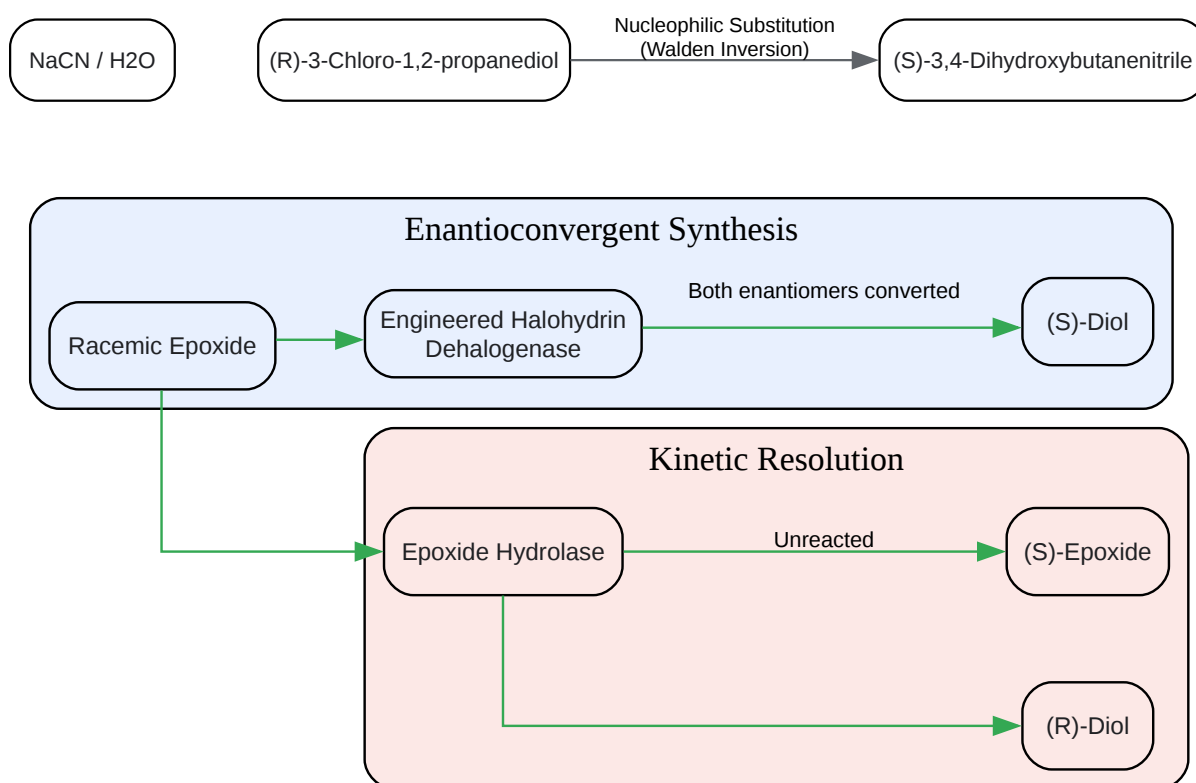 NaCN / H2O
(R)-3-Chloro-1,2-propanediol
Nucleophilic Substitution
(Walden Inversion)
(S)-3,4-Dihydroxybutanenitrile
Enantioconvergent Synthesis
Racemic Epoxide
Engineered Halohydrin
Dehalogenase
Both enantiomers converted
(S)-Diol
Kinetic Resolution
Epoxide Hydrolase
Unreacted
(S)-Epoxide
(R)-Diol